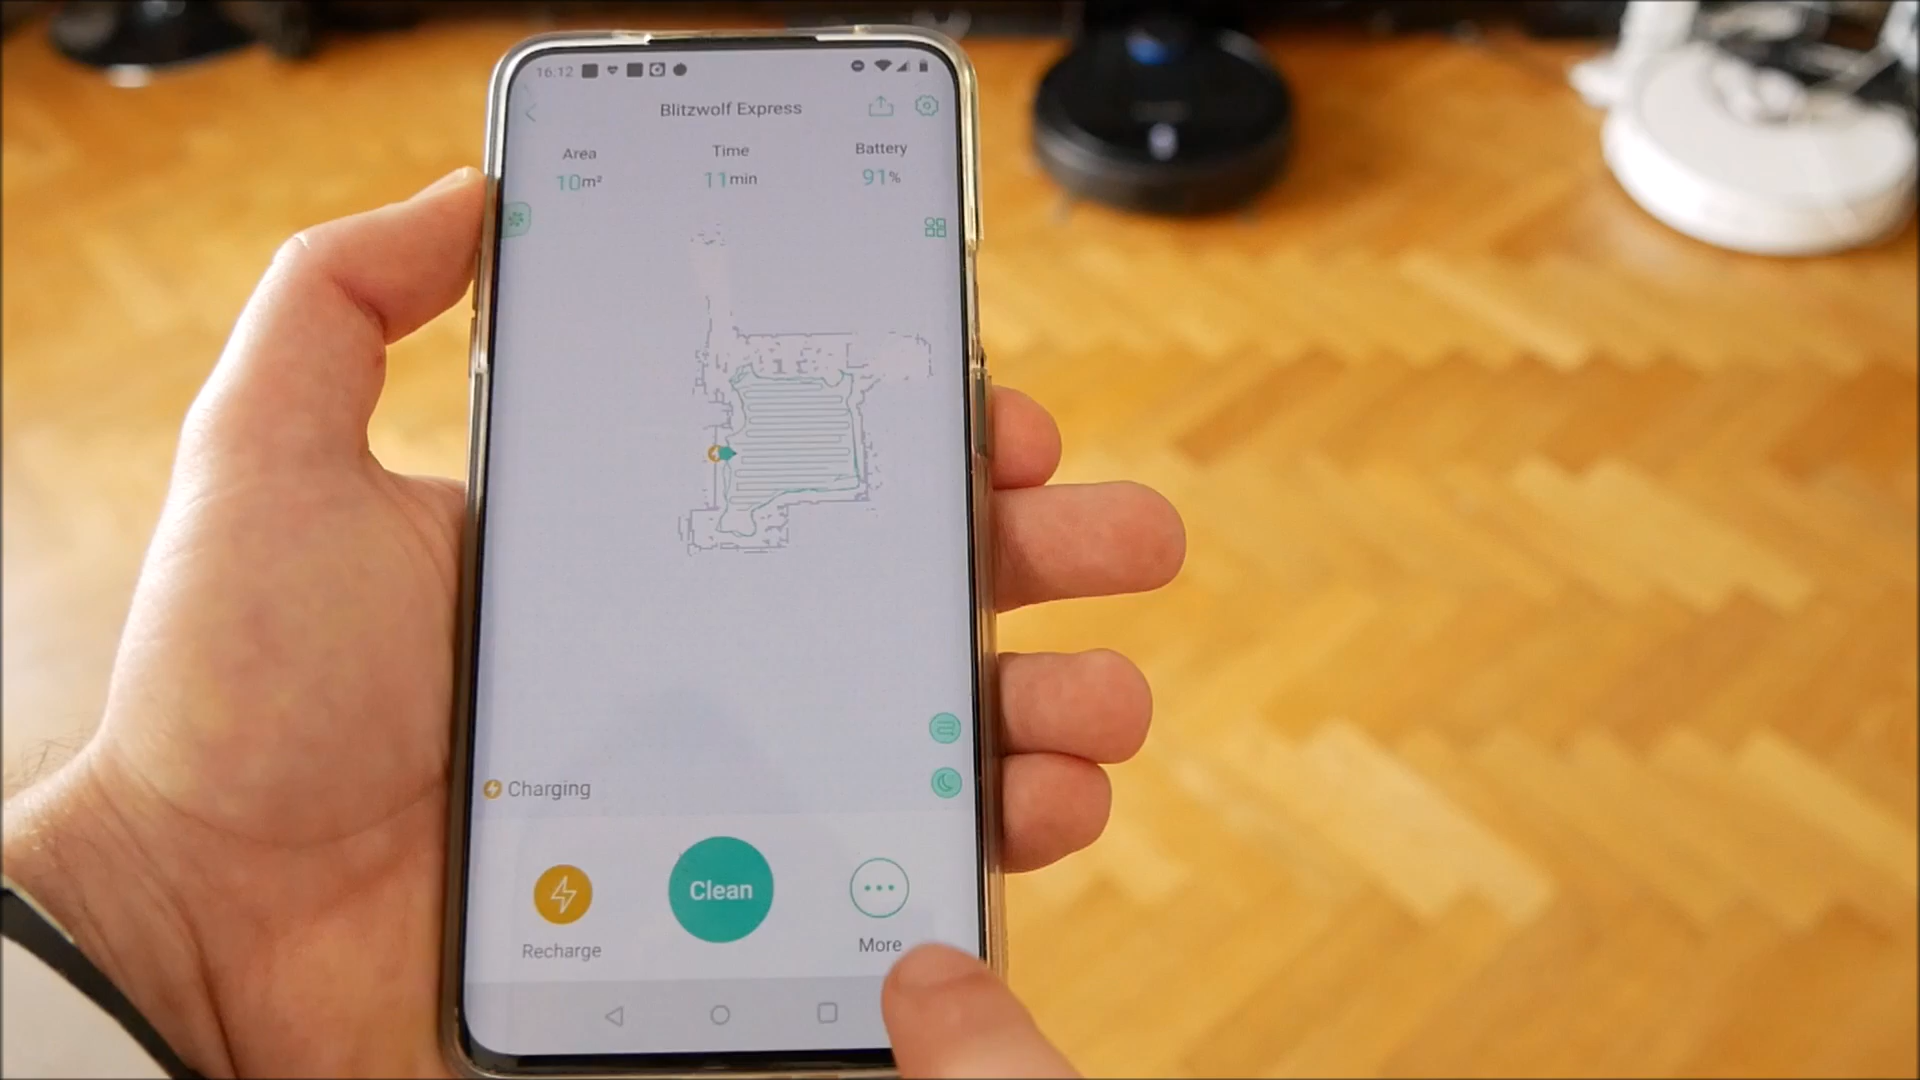 16:12
Blitzwolf Express
Area
Time
Battery
10m²
11min
91%
Charging
Clean
Recharge
More